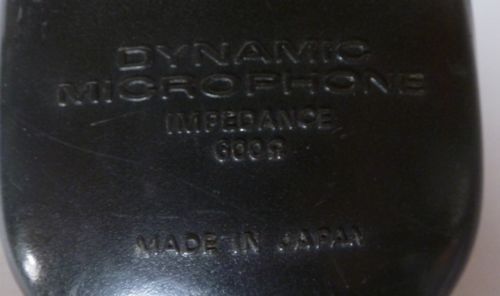 DYNAMIC
MICROPHONE
IMPEDANCE
600Ω
MADE IN JAPAN